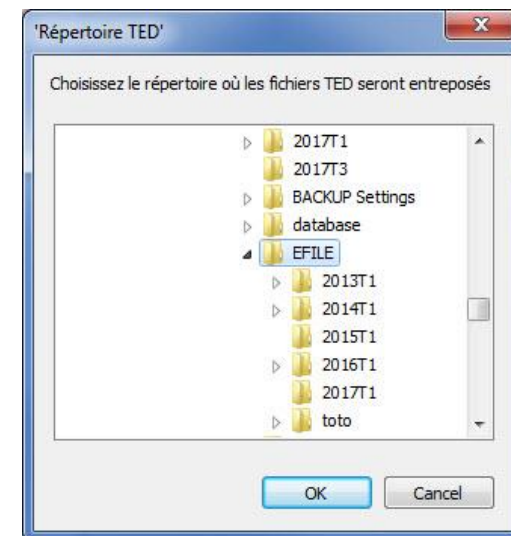 'Répertoire TED'
Choisissez le répertoire où les fichiers TED seront entreposés
2017T1
2017T3
BACKUP Settings
database
EFILE
2013T1
2014T1
2015T1
2016T1
2017T1
toto
OK Cancel